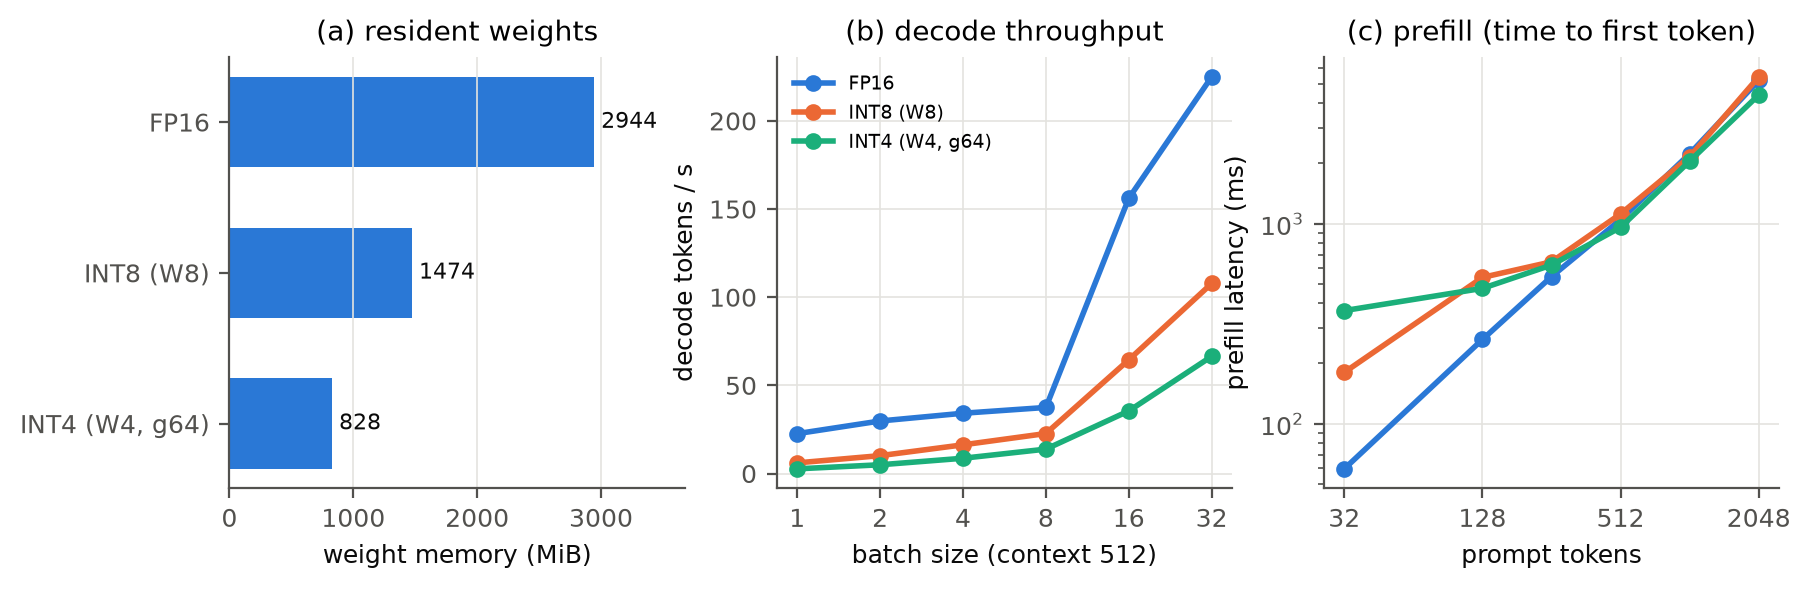 (a) resident weights
FP16
INT8 (W8)
INT4 (W4, g64)
2944
1474
828
0 1000 2000 3000
weight memory (MiB)
(b) decode throughput
FP16
INT8 (W8)
INT4 (W4, g64)
decode tokens / s
200
150
100
50
0
1 2 4 8 16 32
batch size (context 512)
(c) prefill (time to first token)
prefill latency (ms)
10³
10²
32 128 512 2048
prompt tokens